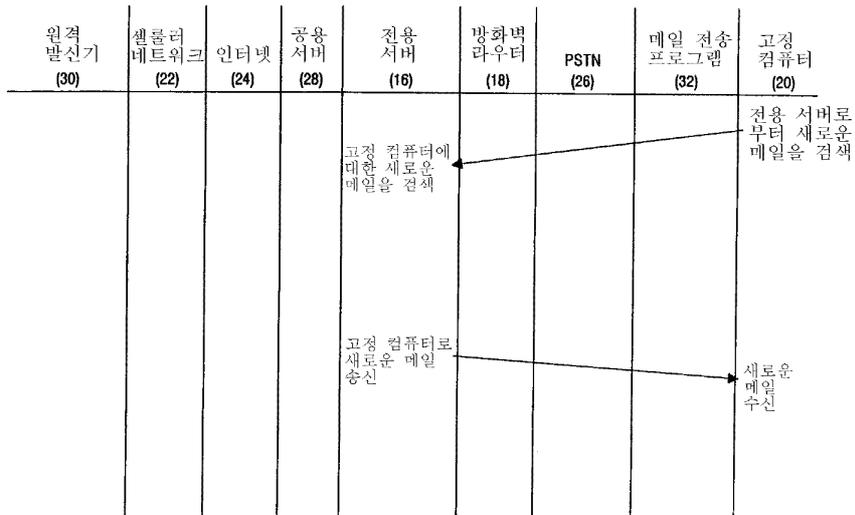 원격
발신기
(30)
셀룰러
네트워크
(22)
인터넷
(24)
공용
서버
(28)
전용
서버
(16)
방화벽
라우터
(18)
PSTN
(26)
메일 전송
프로그램
(32)
고정
컴퓨터
(20)
전용 서버로
부터 새로운
메일을 검색
고정 컴퓨터에
대한 새로운
메일을 검색
고정 컴퓨터로
새로운 메일
송신
새로운
메일
수신